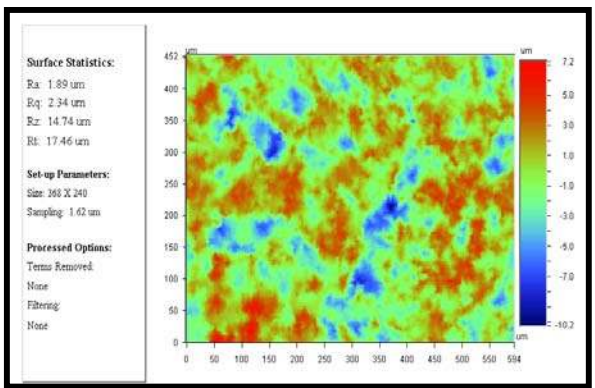 Surface Statistics:
Ra: 1.89 um
Rq: 2.34 um
Rz: 14.74 um
Rt: 17.46 um
Set-up Parameters:
Size: 368 X 240
Sampling: 1.62 um
Processed Options:
Terms Removed:
None
Filtering:
None
um
452
400
350
300
250
200
150
100
50
0
0 50 100 150 200 250 300 350 400 450 500 550 594
um
um
7.2
5.0
3.0
1.0
-1.0
-3.0
-5.0
-7.0
-10.2